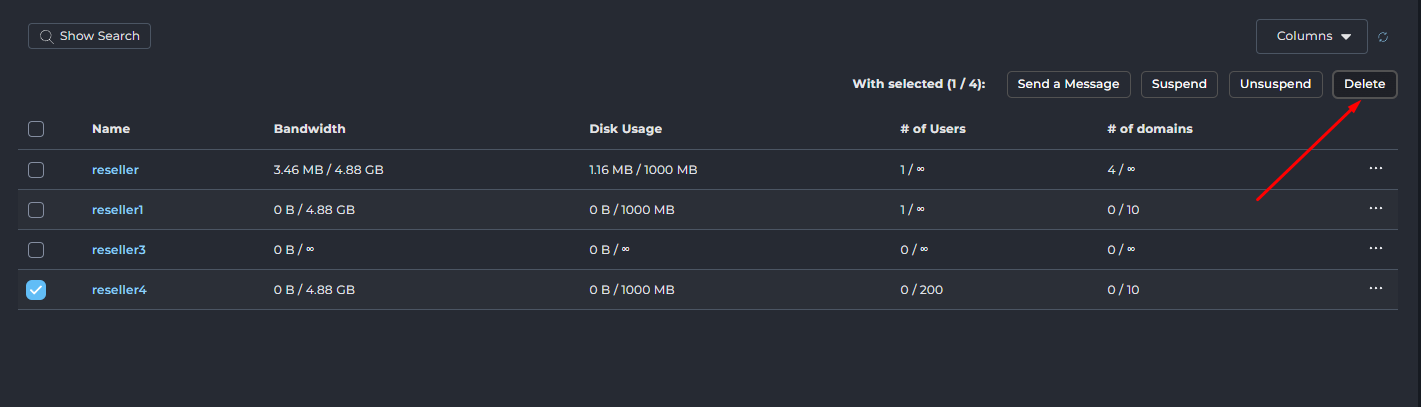 Show Search Columns
With selected (1 / 4): Send a Message Suspend Unsuspend Delete
Name Bandwidth Disk Usage # of Users # of domains
reseller 3.46 MB / 4.88 GB 1.16 MB / 1000 MB 1 / ∞ 4 / ∞ ...
reseller1 0 B / 4.88 GB 0 B / 1000 MB 1 / ∞ 0 / 10 ...
reseller3 0 B / ∞ 0 B / ∞ 0 / ∞ 0 / ∞ ...
reseller4 0 B / 4.88 GB 0 B / 1000 MB 0 / 200 0 / 10 ...